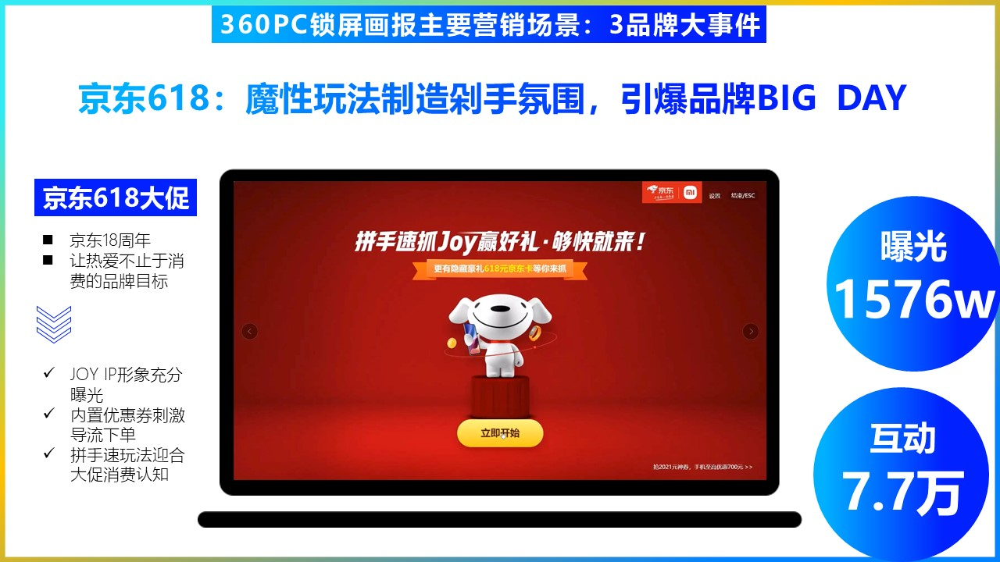 360PC锁屏画报主要营销场景：3品牌大事件
京东618：魔性玩法制造剁手氛围，引爆品牌BIG DAY
京东618大促
京东18周年
让热爱不止于消
费的品牌目标
JOY IP形象充分
曝光
内置优惠券刺激
导流下单
拼手速玩法迎合
大促消费认知
京东
设置
结束/ESC
拼手速抓Joy赢好礼·够快就来！
更有隐藏豪礼618元京东卡等你来抓
立即开始
抢2021元神券，手机至高优惠700元 >>
曝光
1576w
互动
7.7万